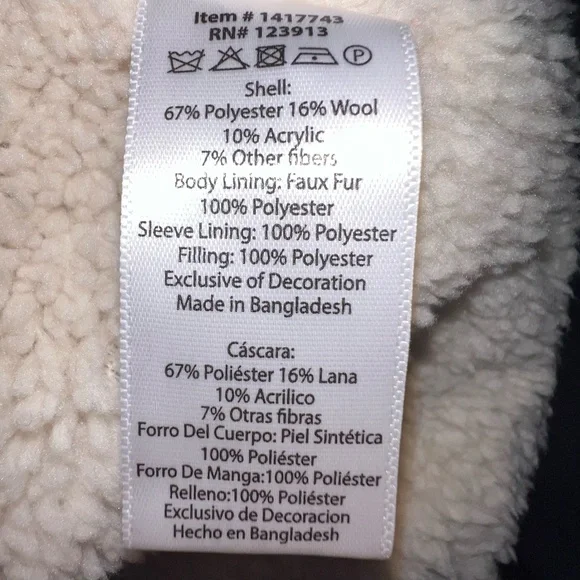 Item # 1417743
RN# 123913
P
Shell:
67% Polyester 16% Wool
10% Acrylic
7% Other fibers
Body Lining: Faux Fur
100% Polyester
Sleeve Lining: 100% Polyester
Filling: 100% Polyester
Exclusive of Decoration
Made in Bangladesh
Cáscara:
67% Poliéster 16% Lana
10% Acrilico
7% Otras fibras
Forro Del Cuerpo: Piel Sintética
100% Poliéster
Forro De Manga:100% Poliéster
Relleno:100% Poliéster
Exclusivo de Decoracion
Hecho en Bangladesh